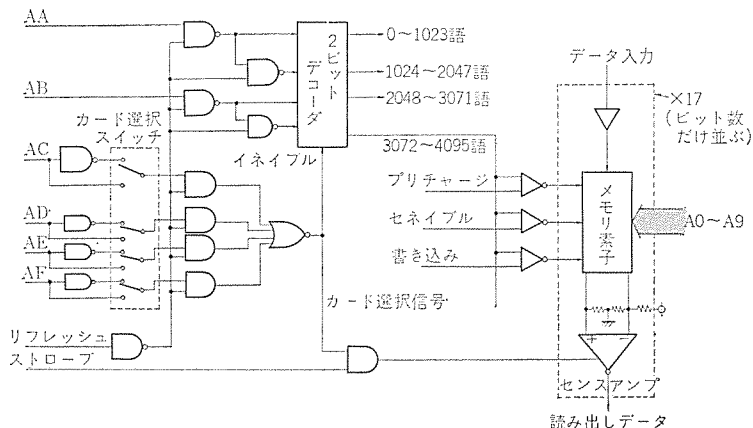 AA
AB
AC
AD
AE
AF
カード選択
スイッチ
リフレッシュ
ストローブ
2ビット
デコーダ
イネイブル
0〜1023語
1024〜2047語
2048〜3071語
3072〜4095語
プリチャージ
セネイブル
書き込み
カード選択信号
データ入力
×17
(ビット数
だけ並ぶ)
メモリ素子
A0〜A9
+
−
センスアンプ
読み出しデータ